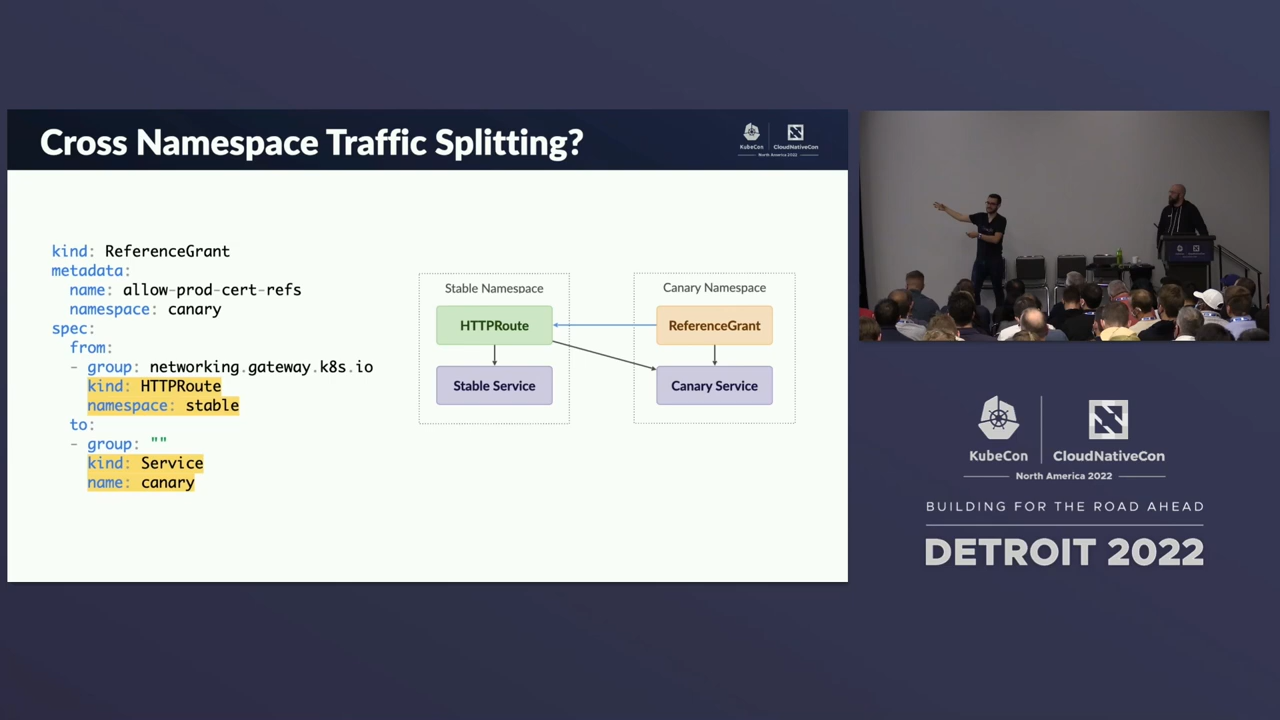 Cross Namespace Traffic Splitting?
KubeCon
CloudNativeCon
North America 2022
kind: ReferenceGrant
metadata:
name: allow-prod-cert-refs
namespace: canary
spec:
from:
- group: networking.gateway.k8s.io
kind: HTTPRoute
namespace: stable
to:
- group: ""
kind: Service
name: canary
Stable Namespace
HTTPRoute
Stable Service
Canary Namespace
ReferenceGrant
Canary Service
KubeCon
CloudNativeCon
North America 2022
BUILDING FOR THE ROAD AHEAD
DETROIT 2022